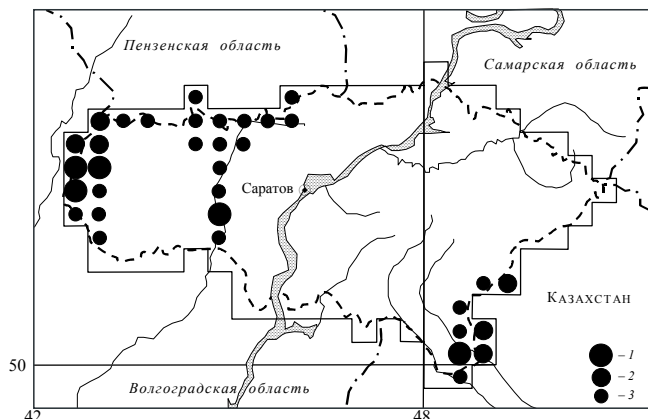 Пензенская область
Самарская область
Саратов
КАЗАХСТАН
– 1
– 2
– 3
50
Волгоградская область
42
48